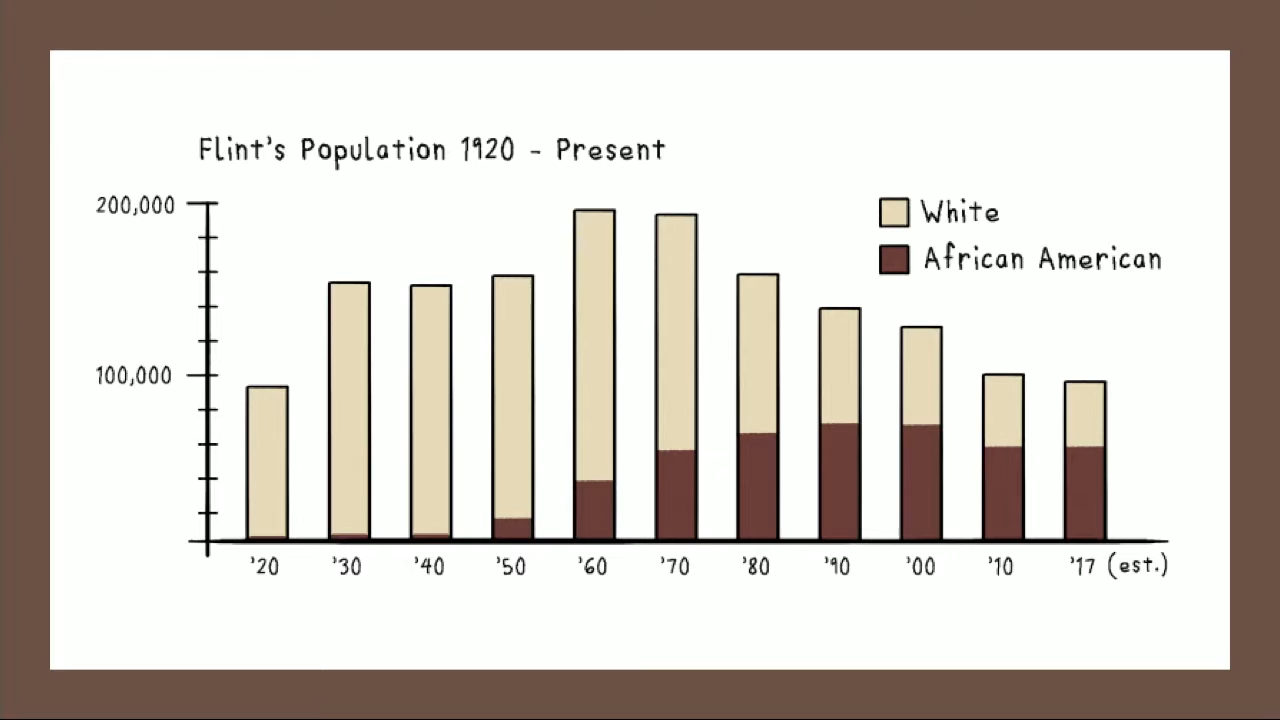 Flint's Population 1920 - Present
200,000
100,000
White
African American
'20 '30 '40 '50 '60 '70 '80 '90 '00 '10 '17 (est.)